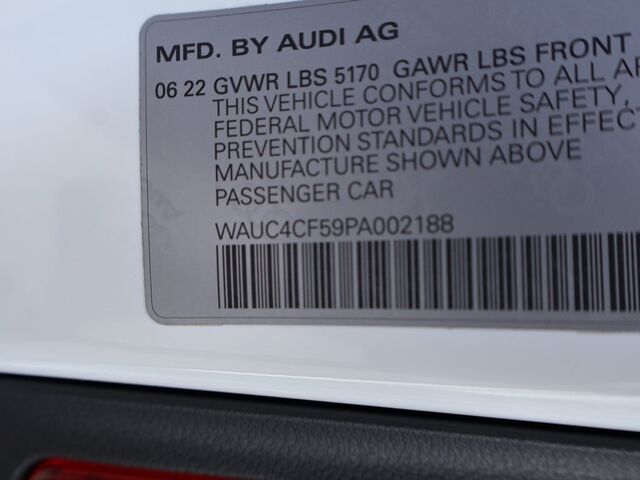 MFD. BY AUDI AG
06 22 GVWR LBS 5170 GAWR LBS FRONT
THIS VEHICLE CONFORMS TO ALL
FEDERAL MOTOR VEHICLE SAFETY,
PREVENTION STANDARDS IN EFFECT
MANUFACTURE SHOWN ABOVE
PASSENGER CAR
WAUC4CF59PA002188